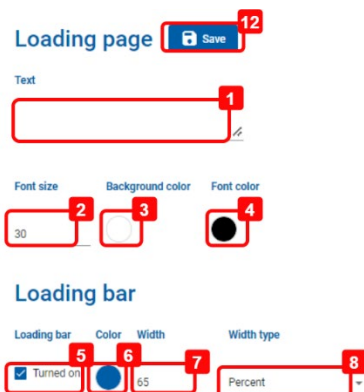 Loading page Save 12
Text
1
Font size Background color Font color
2 3 4
30
Loading bar
Loading bar Color Width Width type
5 6 7 8
Turned on 65 Percent